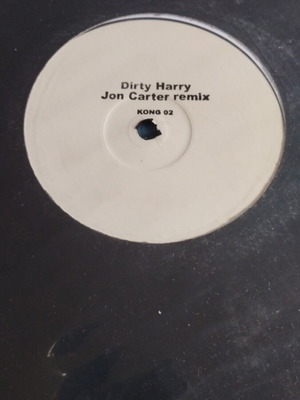 Dirty Harry
Jon Carter remix
KONG 02